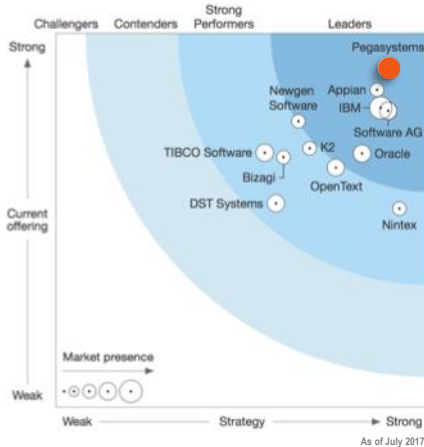 Challengers Contenders Strong Performers Leaders
Strong
Pegasystems
Appian
Newgen Software
IBM
Software AG
K2
TIBCO Software
Oracle
Bizagi
OpenText
DST Systems
Current offering
Nintex
Market presence
Weak
Weak Strategy Strong
As of July 2017